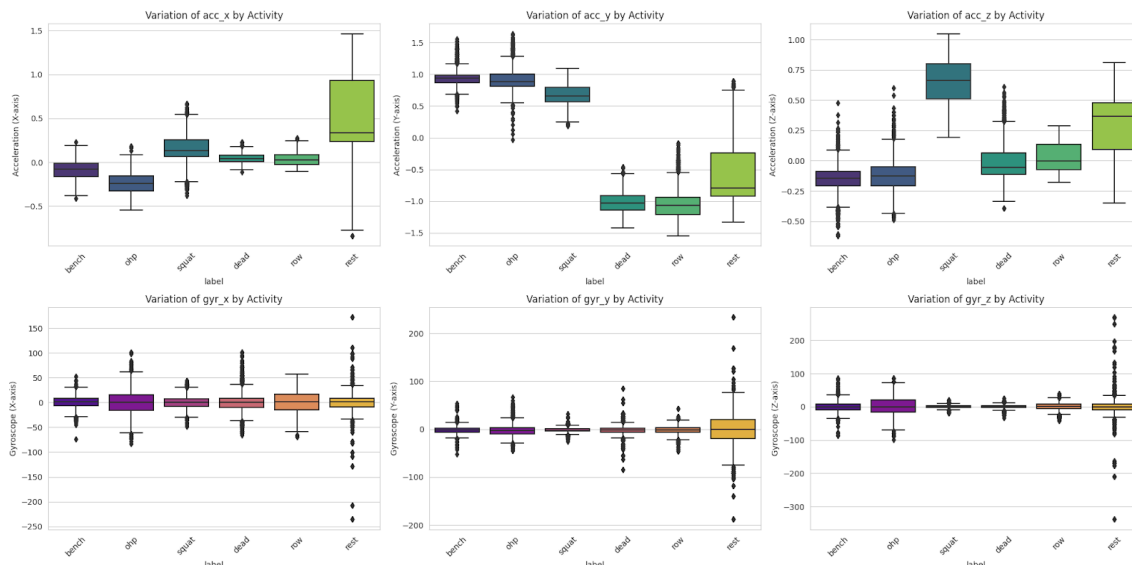 Variation of acc_x by Activity
Acceleration (X-axis)
1.5
1.0
0.5
0.0
−0.5
bench
ohp
squat
dead
row
rest
label
Variation of acc_y by Activity
Acceleration (Y-axis)
1.5
1.0
0.5
0.0
−0.5
−1.0
−1.5
bench
ohp
squat
dead
row
rest
label
Variation of acc_z by Activity
Acceleration (Z-axis)
1.00
0.75
0.50
0.25
0.00
−0.25
−0.50
bench
ohp
squat
dead
row
rest
label
Variation of gyr_x by Activity
Gyroscope (X-axis)
150
100
50
0
−50
−100
−150
−200
−250
bench
ohp
squat
dead
row
rest
label
Variation of gyr_y by Activity
Gyroscope (Y-axis)
200
100
0
−100
−200
bench
ohp
squat
dead
row
rest
label
Variation of gyr_z by Activity
Gyroscope (Z-axis)
200
100
0
−100
−200
−300
bench
ohp
squat
dead
row
rest
label